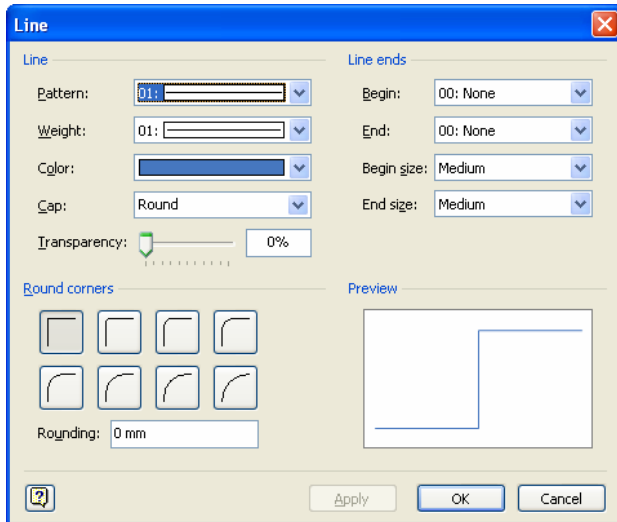 Line
Line
Pattern: 01:
Weight: 01:
Color:
Cap: Round
Transparency: 0%
Line ends
Begin: 00: None
End: 00: None
Begin size: Medium
End size: Medium
Round corners
Rounding: 0 mm
Preview
?
Apply OK Cancel